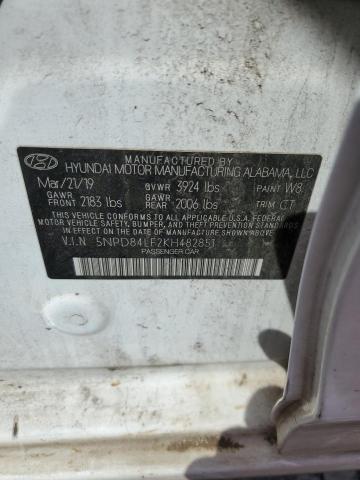 MANUFACTURED BY
HYUNDAI MOTOR MANUFACTURING ALABAMA, LLC
Mar/21/19 GVWR 3924 lbs PAINT W8
GAWR FRONT 2183 lbs GAWR REAR 2006 lbs TRIM CT
THIS VEHICLE CONFORMS TO ALL APPLICABLE U.S. FEDERAL
MOTOR VEHICLE SAFETY, BUMPER, AND THEFT PREVENTION
STANDARDS IN EFFECT ON THE DATE OF MANUFACTURE SHOWN
ABOVE.
V.I.N 5NPD84LF2KH482851
PASSENGER CAR